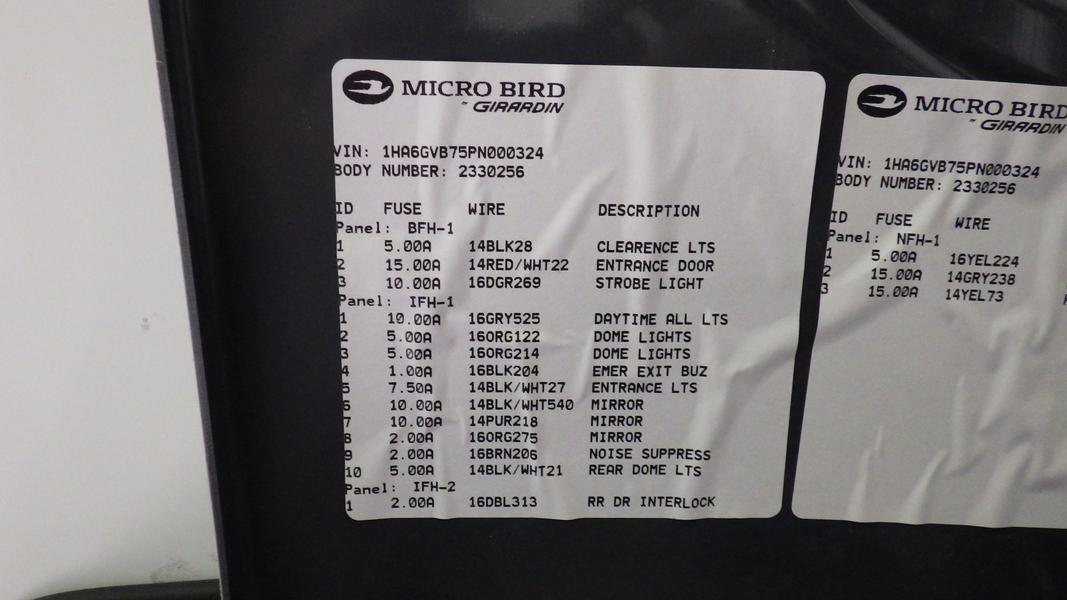 MICRO BIRD
by GIRARDIN
VIN: 1HA6GVB75PN000324
BODY NUMBER: 2330256
ID FUSE WIRE DESCRIPTION
Panel: BFH-1
1 5.00A 14BLK28 CLEARENCE LTS
2 15.00A 14RED/WHT22 ENTRANCE DOOR
3 10.00A 16DGR269 STROBE LIGHT
Panel: IFH-1
1 10.00A 16GRY525 DAYTIME ALL LTS
2 5.00A 16ORG122 DOME LIGHTS
3 5.00A 16ORG214 DOME LIGHTS
4 1.00A 16BLK204 EMER EXIT BUZ
5 7.50A 14BLK/WHT27 ENTRANCE LTS
6 10.00A 14BLK/WHT540 MIRROR
7 10.00A 14PUR218 MIRROR
8 2.00A 16ORG275 MIRROR
9 2.00A 16BRN206 NOISE SUPPRESS
10 5.00A 14BLK/WHT21 REAR DOME LTS
Panel: IFH-2
1 2.00A 16DBL313 RR DR INTERLOCK
MICRO BIRD
by GIRARDIN
VIN: 1HA6GVB75PN000324
BODY NUMBER: 2330256
ID FUSE WIRE
Panel: NFH-1
1 5.00A 16YEL224
2 15.00A 14GRY238
3 15.00A 14YEL73